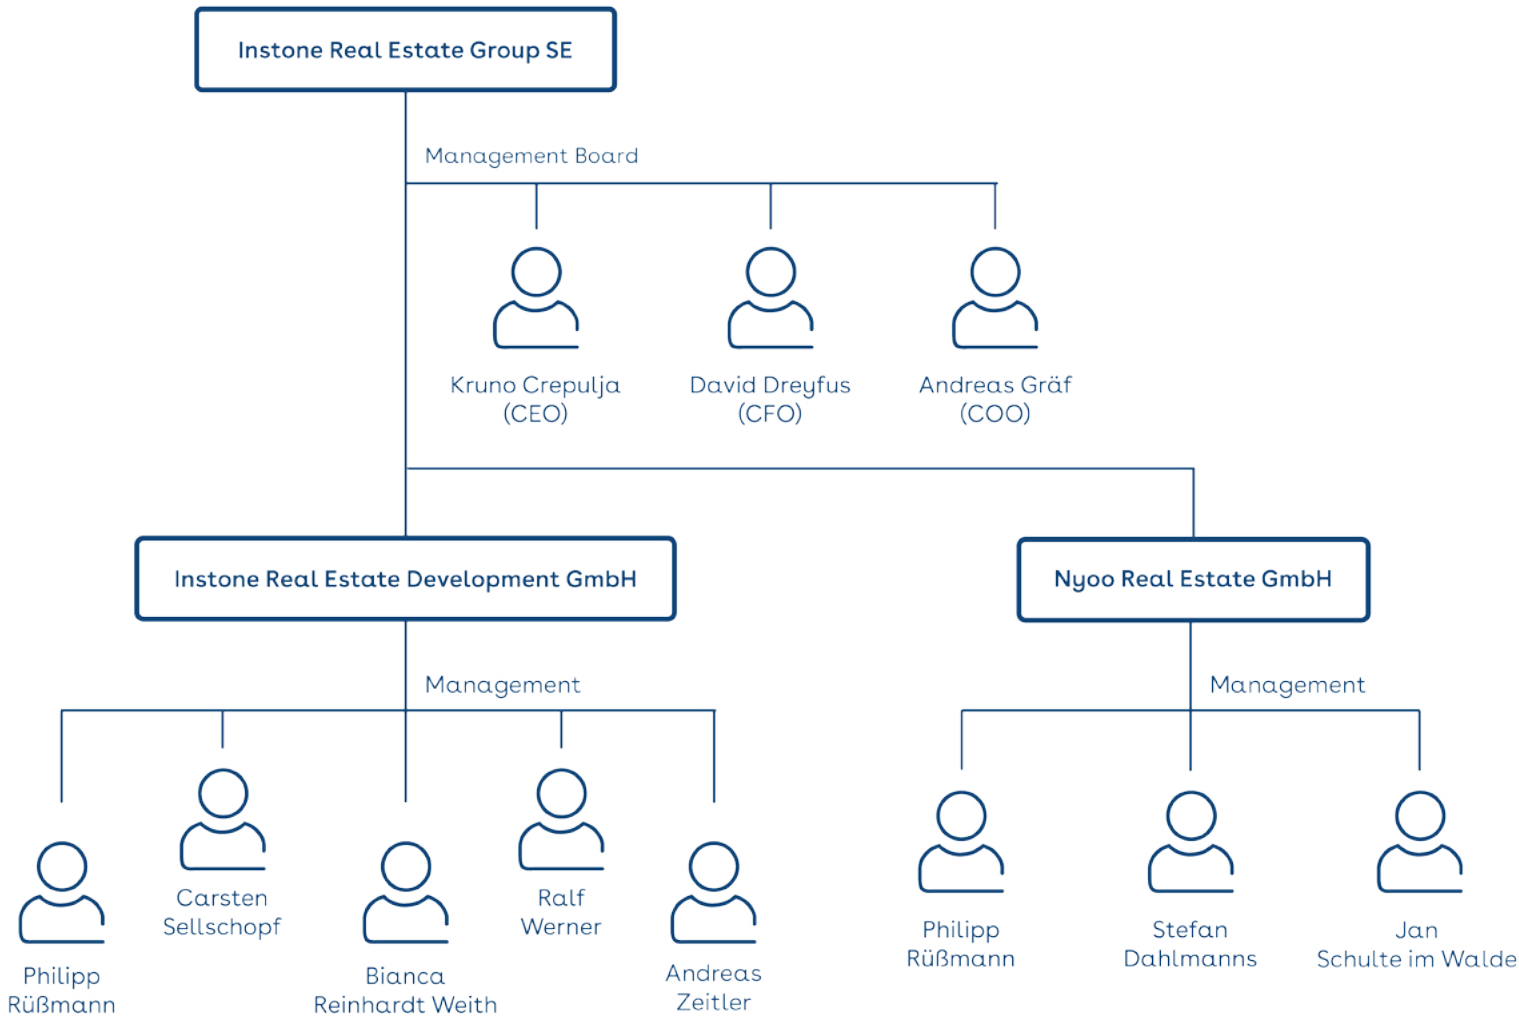 Instone Real Estate Group SE
Management Board
Kruno Crepulja
(CEO)
David Dreyfus
(CFO)
Andreas Gräf
(COO)
Instone Real Estate Development GmbH
Management
Philipp
Rüßmann
Carsten
Sellschopf
Bianca
Reinhardt Weith
Ralf
Werner
Andreas
Zeitler
Nyoo Real Estate GmbH
Management
Philipp
Rüßmann
Stefan
Dahlmanns
Jan
Schulte im Walde